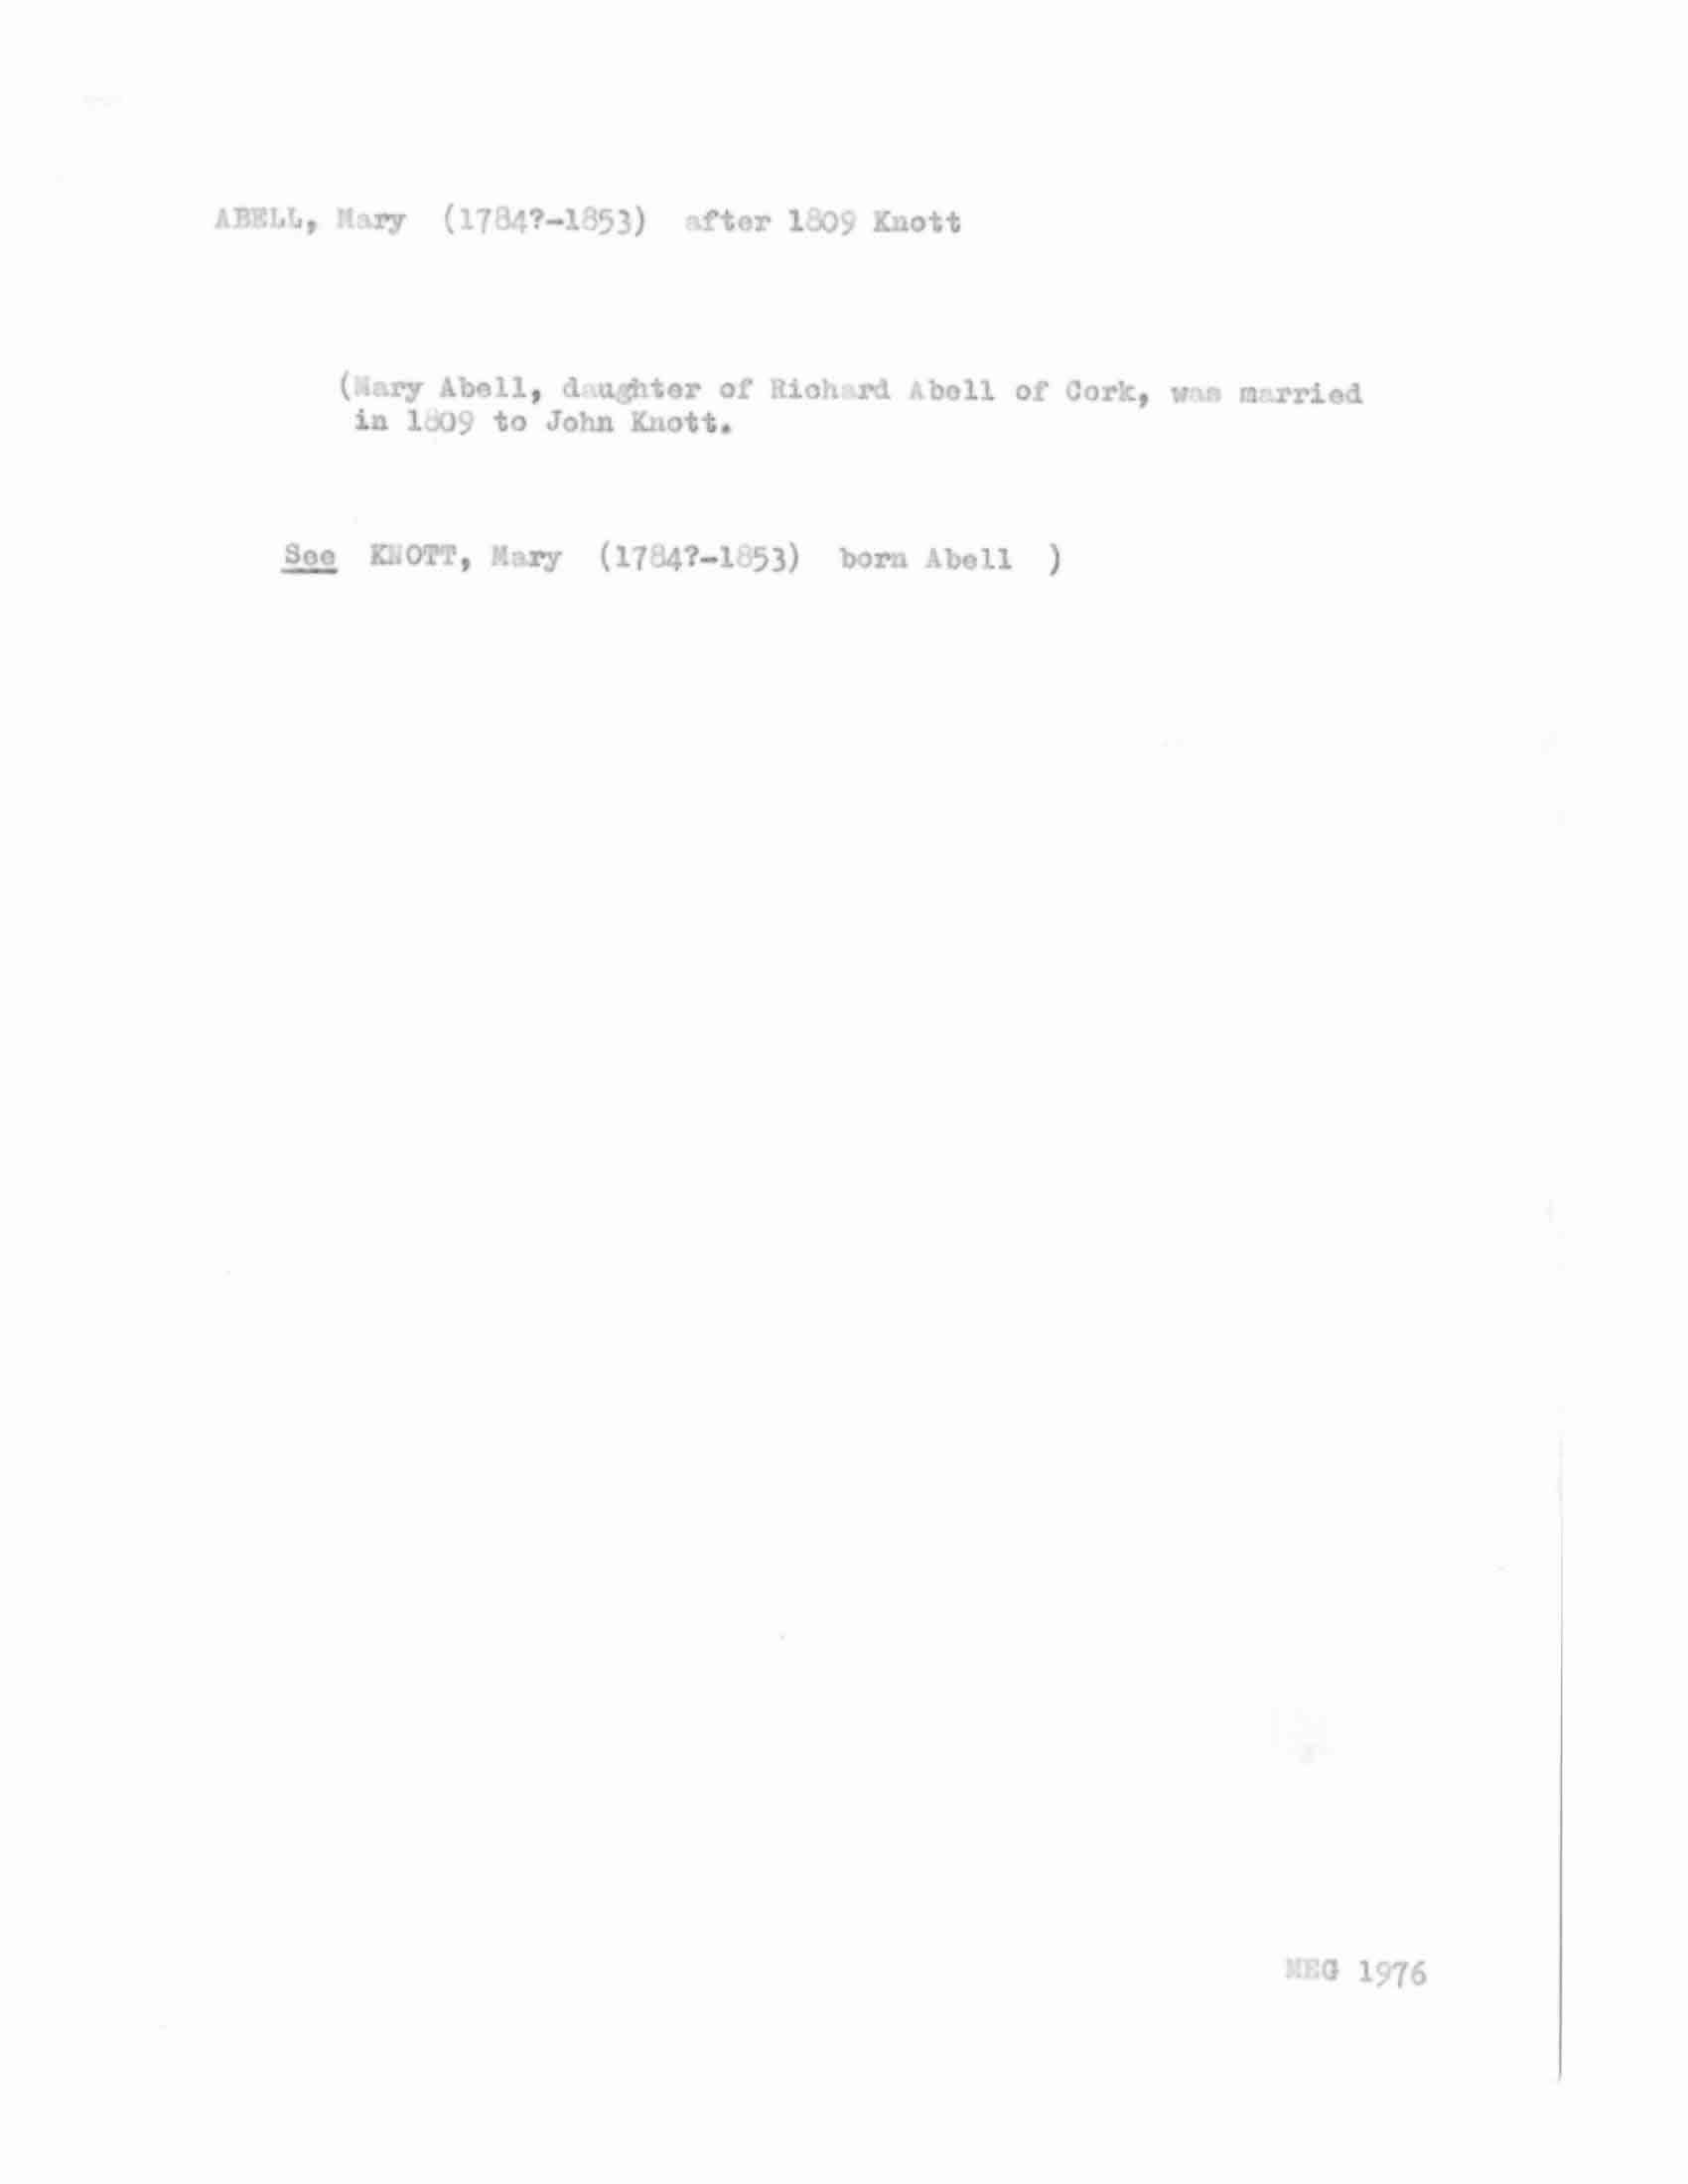 ABELL, Mary (1784?-1853) after 1809 Knott
(Mary Abell, daughter of Richard Abell of Cork, was married
in 1809 to John Knott.
See KNOTT, Mary (1784?-1853) born Abell )
MEG 1976